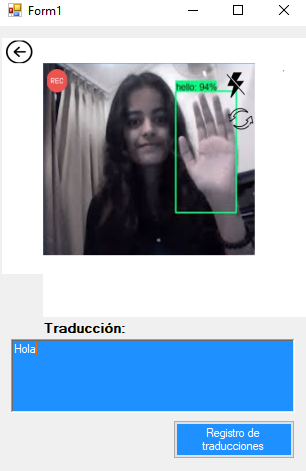 Form1
REC
hello: 94%
Traducción:
Hola
Registro de
traducciones